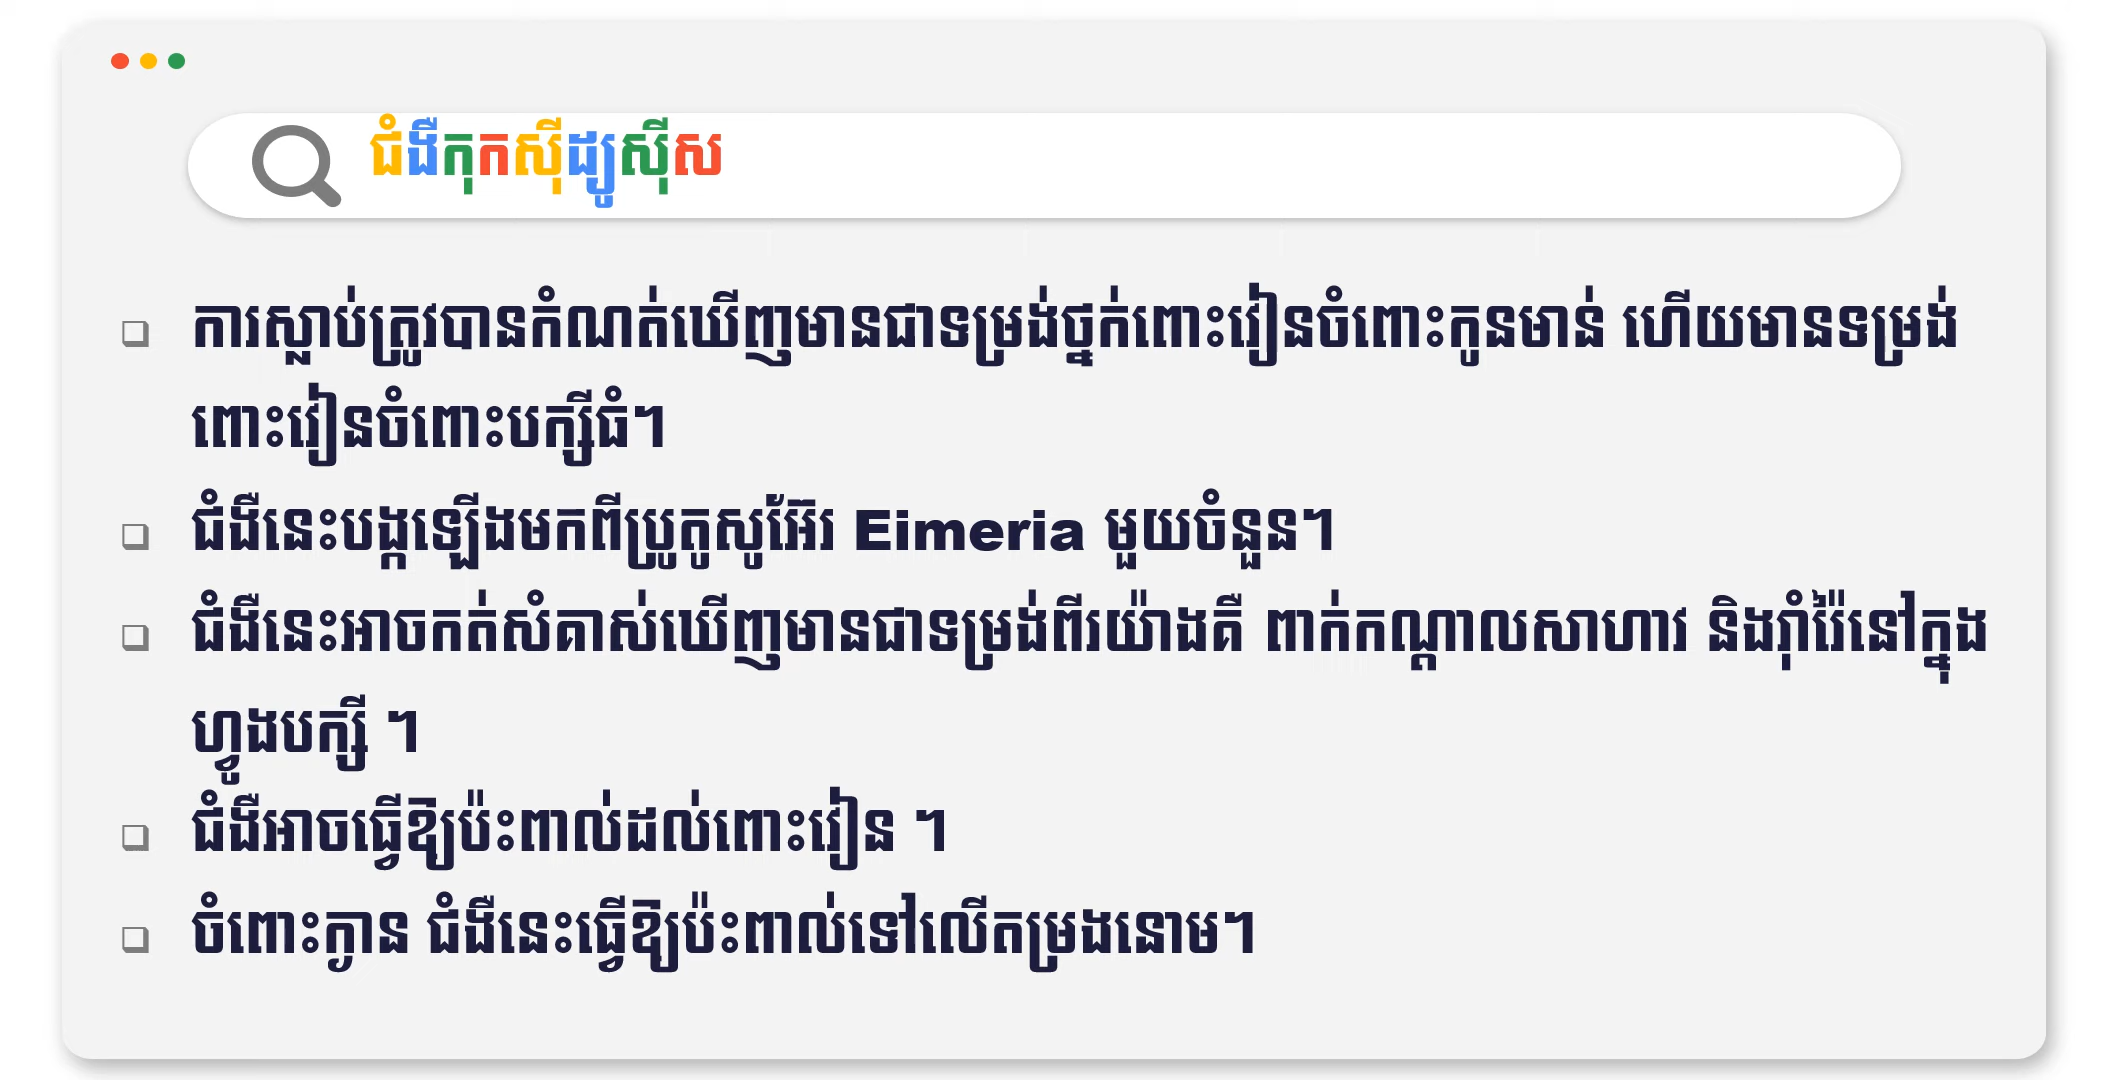 ជំងឺកុកស៊ីដ្យូស៊ីស
ការស្លាប់ត្រូវបានកំណត់ឃើញមានជាទម្រង់ថ្នក់ពោះវៀនចំពោះកូនមាន់ ហើយមានទម្រង់
ពោះវៀនចំពោះបក្សីធំ។
ជំងឺនេះបង្កឡើងមកពីប្រូតូសូអ៊ែរ Eimeria មួយចំនួន។
ជំងឺនេះអាចកត់សំគាស់ឃើញមានជាទម្រង់ពីរយ៉ាងគឺ ពាក់កណ្តាលសាហាវ និងរ៉ាំរ៉ៃនៅក្នុង
ហ្វូងបក្សី ។
ជំងឺអាចធ្វើឱ្យប៉ះពាល់ដល់ពោះវៀន ។
ចំពោះក្ងាន ជំងឺនេះធ្វើឱ្យប៉ះពាល់ទៅលើតម្រងនោម។